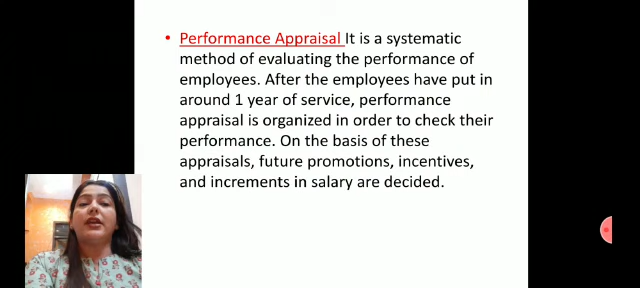 • Performance Appraisal It is a systematic
method of evaluating the performance of
employees. After the employees have put in
around 1 year of service, performance
appraisal is organized in order to check their
performance. On the basis of these
appraisals, future promotions, incentives,
and increments in salary are decided.